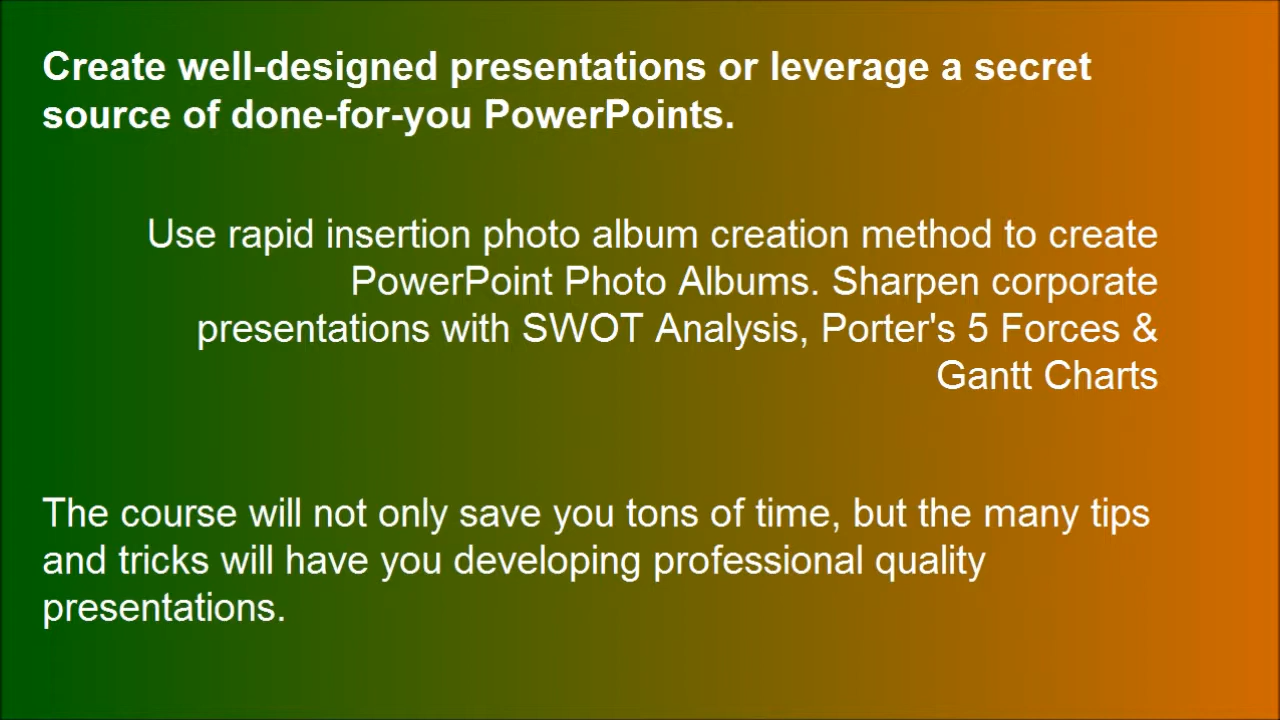 Create well-designed presentations or leverage a secret
source of done-for-you PowerPoints.
Use rapid insertion photo album creation method to create
PowerPoint Photo Albums. Sharpen corporate
presentations with SWOT Analysis, Porter's 5 Forces &
Gantt Charts
The course will not only save you tons of time, but the many tips
and tricks will have you developing professional quality
presentations.